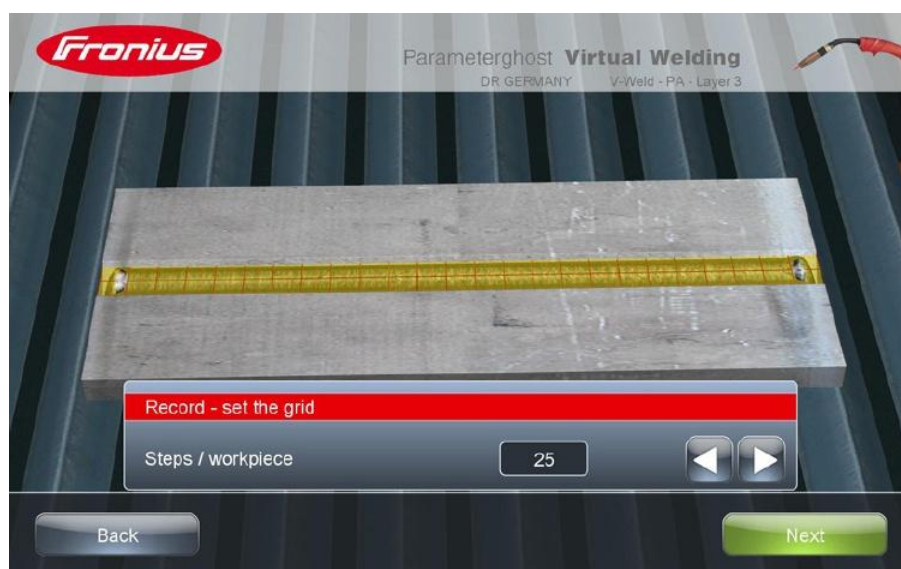 Fronius
Parameterghost Virtual Welding
DR GERMANY V-Weld - PA - Layer 3
Record - set the grid
Steps / workpiece 25
Back Next